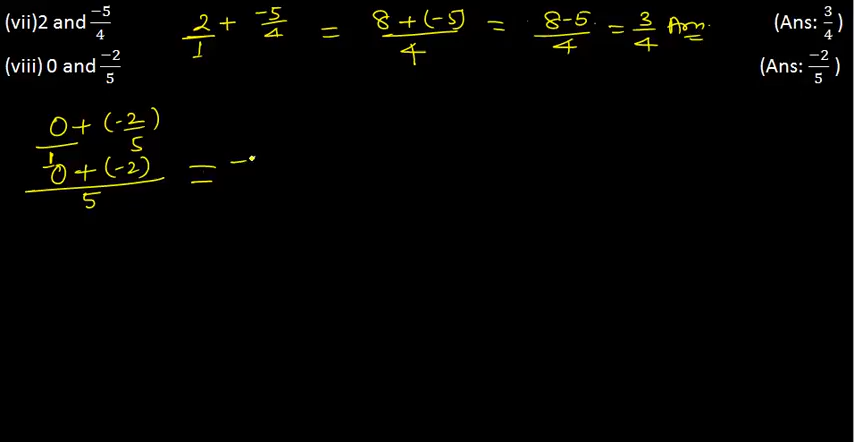 (vii)2 and −5/4 2/1 + −5/4 = 8+(−5)/4 = 8−5/4 = 3/4 Ans. (Ans: 3/4 )
(viii) 0 and −2/5 (Ans: −2/5 )
0/1 + (−2/5)
0+(−2)/5 = −